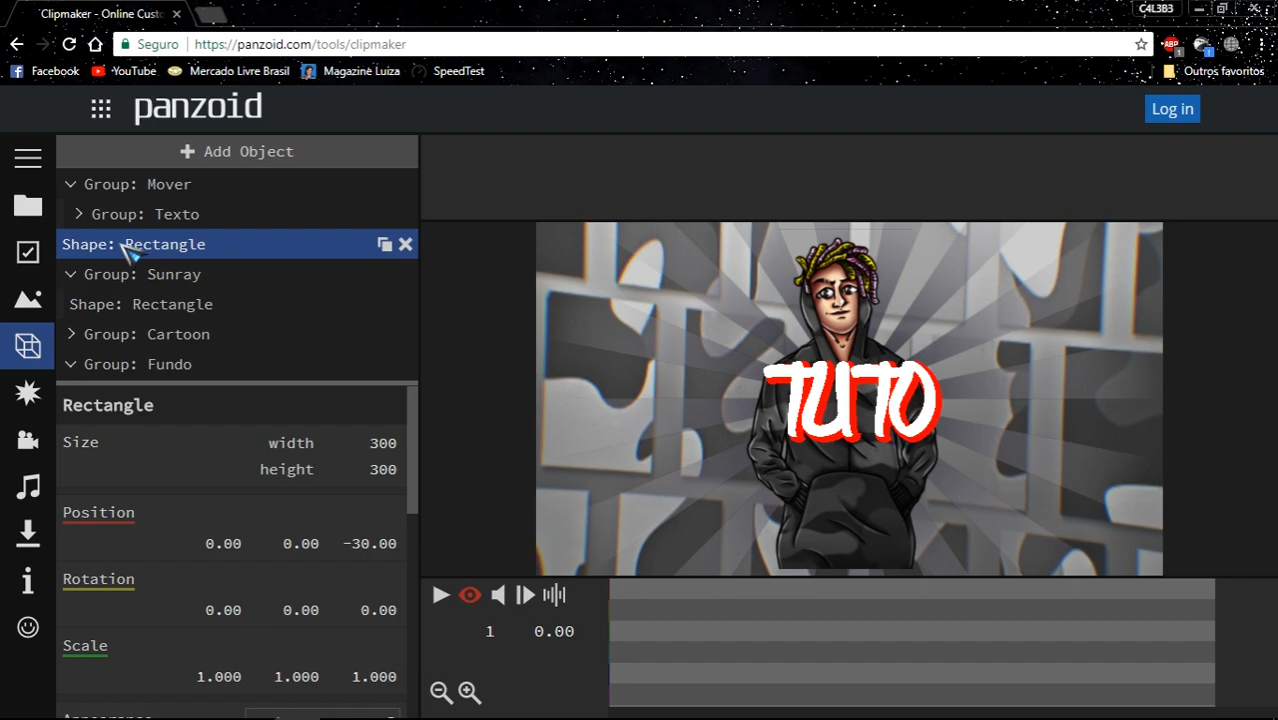 Clipmaker - Online Custo
C4L3B3
Seguro
https://panzoid.com/tools/clipmaker
ABP
1
1
Facebook
YouTube
Mercado Livre Brasil
Magazine Luiza
SpeedTest
Outros favoritos
panzoid
Log in
Add Object
Group: Mover
Group: Texto
Shape: Rectangle
Group: Sunray
Shape: Rectangle
Group: Cartoon
Group: Fundo
Rectangle
Size width 300
height 300
Position
0.00 0.00 -30.00
Rotation
0.00 0.00 0.00
Scale
1.000 1.000 1.000
TUTO
1 0.00